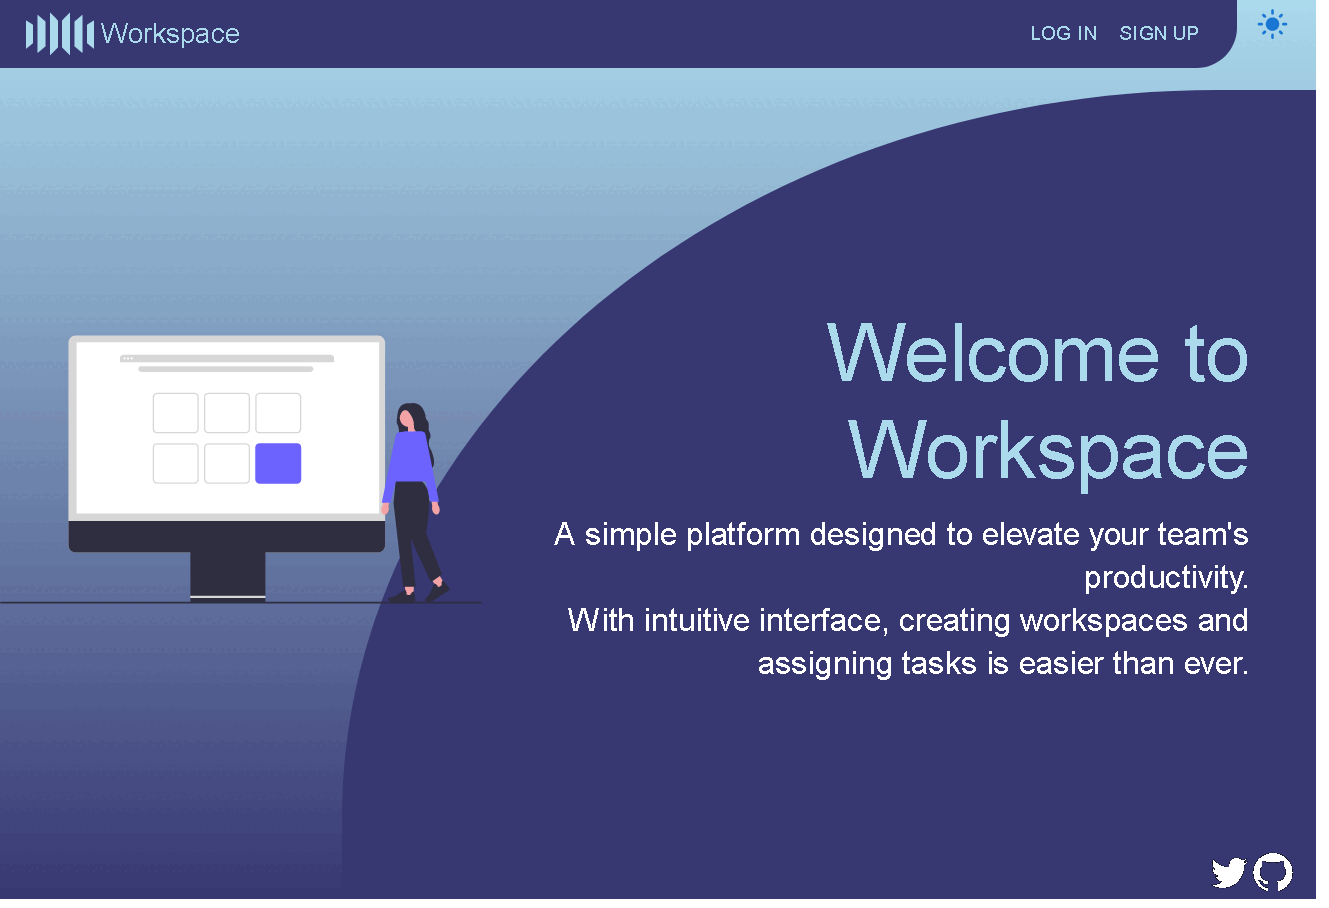 Workspace
LOG IN
SIGN UP
Welcome to
Workspace
A simple platform designed to elevate your team's
productivity.
With intuitive interface, creating workspaces and
assigning tasks is easier than ever.